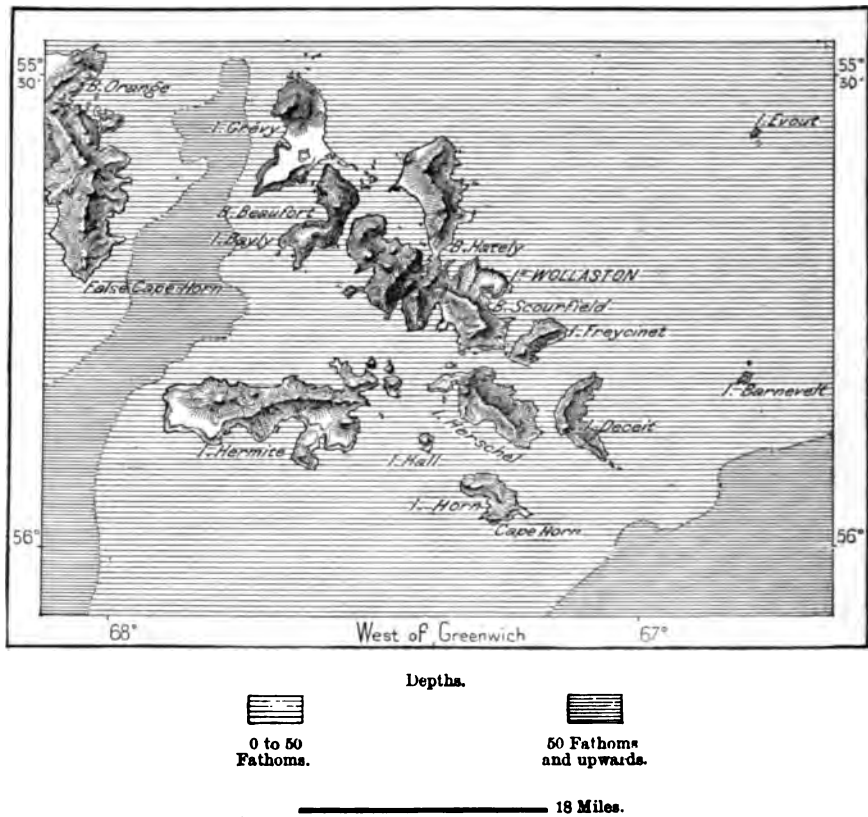 55°
30'
55°
30'
B. Orange
I. Grévy
I. Evout
B. Beaufort
I. Bayly
B. Hately
Is WOLLASTON
False Cape Horn
B. Scourfield
I. Freycinet
I. Barnevelt
I. Hermite
I. Herschel
I. Deceit
I. Hall
I. Horn
Cape Horn
56°
56°
68°
West of Greenwich
67°
Depths.
0 to 50
Fathoms.
50 Fathoms
and upwards.
18 Miles.